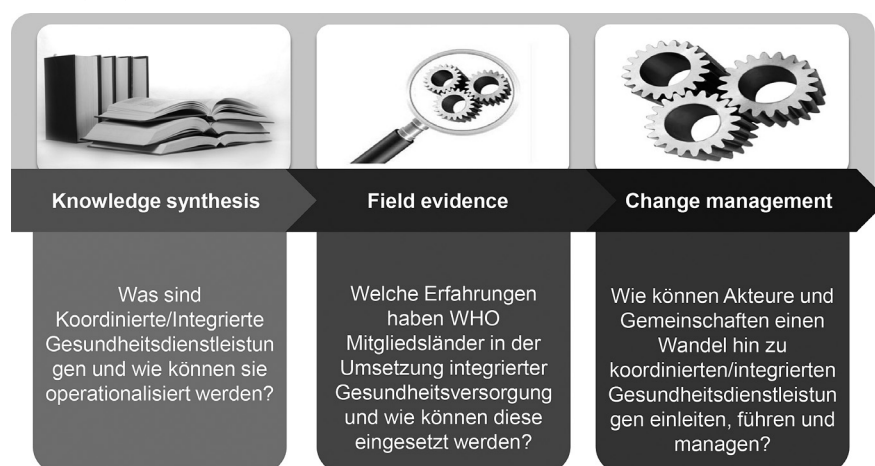 Knowledge synthesis
Field evidence
Change management
Was sind
Koordinierte/Integrierte
Gesundheitsdienstleistun
gen und wie können sie
operationalisiert werden?
Welche Erfahrungen
haben WHO
Mitgliedsländer in der
Umsetzung integrierter
Gesundheitsversorgung
und wie können diese
eingesetzt werden?
Wie können Akteure und
Gemeinschaften einen
Wandel hin zu
koordinierten/integrierten
Gesundheitsdienstleistun
gen einleiten, führen und
managen?